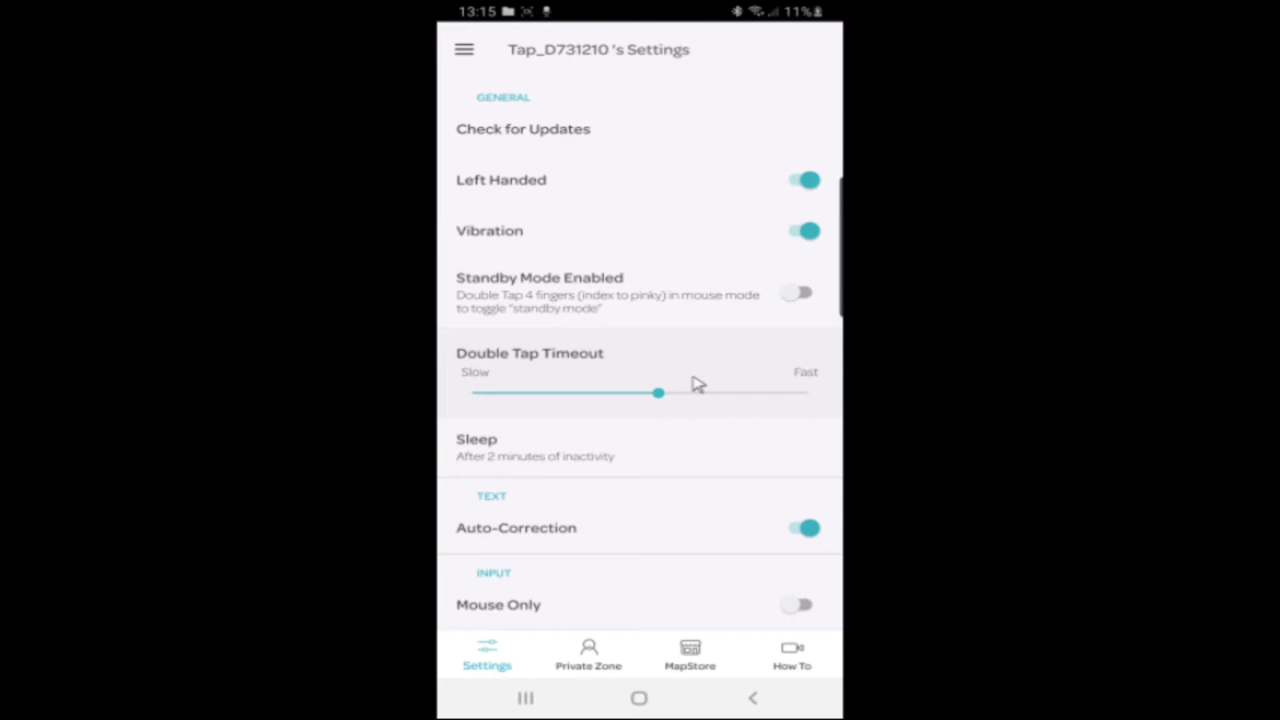 13:15 11%
Tap_D731210 's Settings
GENERAL
Check for Updates
Left Handed
Vibration
Standby Mode Enabled
Double Tap 4 fingers (index to pinky) in mouse mode
to toggle "standby mode"
Double Tap Timeout
Slow Fast
Sleep
After 2 minutes of inactivity
TEXT
Auto-Correction
INPUT
Mouse Only
Settings Private Zone MapStore How To